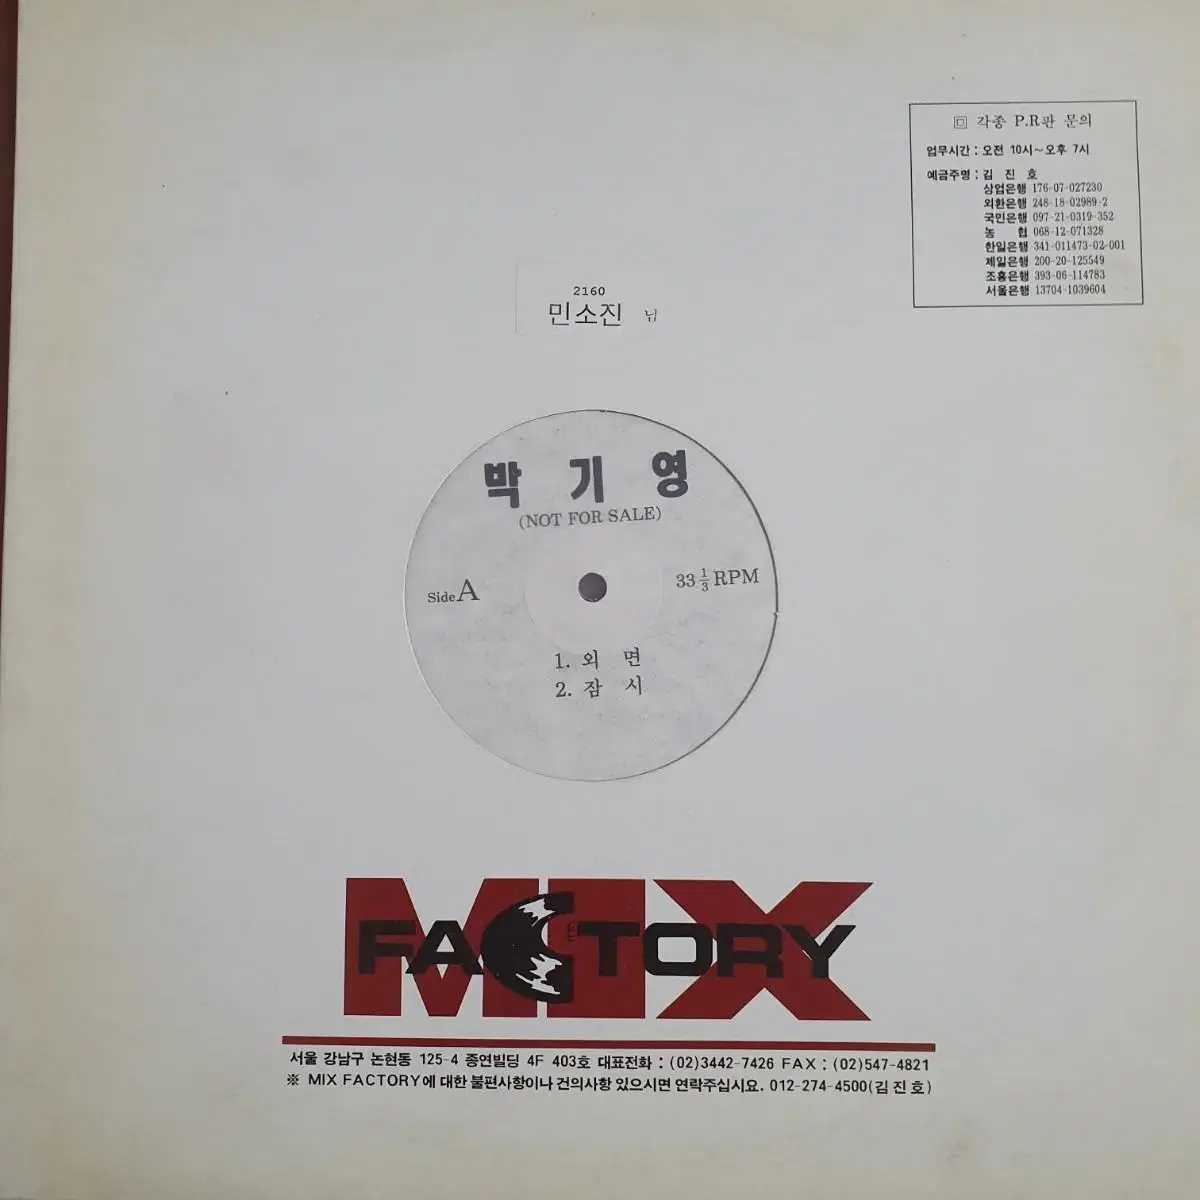 回 각종 P.R판 문의
업무시간 : 오전 10시~오후 7시
예금주명 : 김 진 호
상업은행 176-07-027230
외환은행 248-18-02989-2
국민은행 097-21-0319-352
농 협 068-12-071328
한일은행 341-011473-02-001
제일은행 200-20-125549
조흥은행 393-06-114783
서울은행 13704-1039604
2160
민소진 님
박 기 영
(NOT FOR SALE)
Side A
33 1/3 RPM
1. 외 면
2. 잠 시
MIX
FACTORY
서울 강남구 논현동 125-4 종연빌딩 4F 403호 대표전화 : (02)3442-7426 FAX : (02)547-4821
※ MIX FACTORY에 대한 불편사항이나 건의사항 있으시면 연락주십시요. 012-274-4500(김진호)